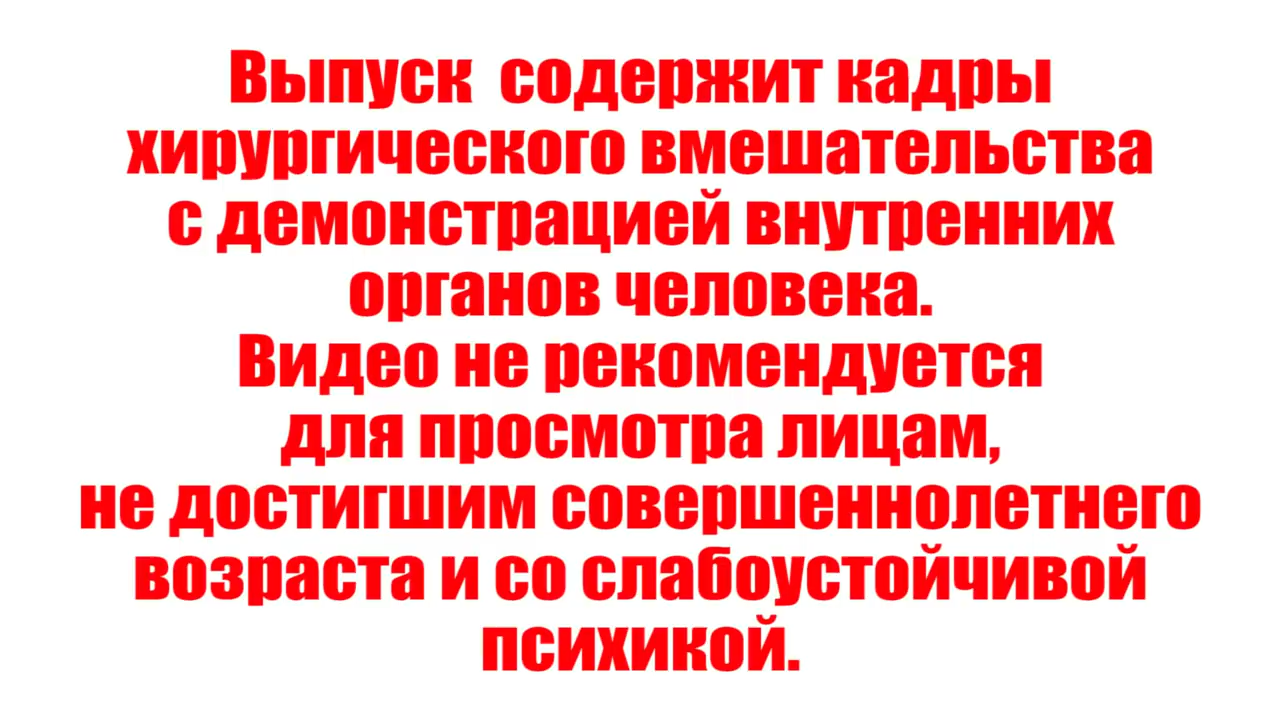 Выпуск содержит кадры
хирургического вмешательства
с демонстрацией внутренних
органов человека.
Видео не рекомендуется
для просмотра лицам,
не достигшим совершеннолетнего
возраста и со слабоустойчивой
психикой.